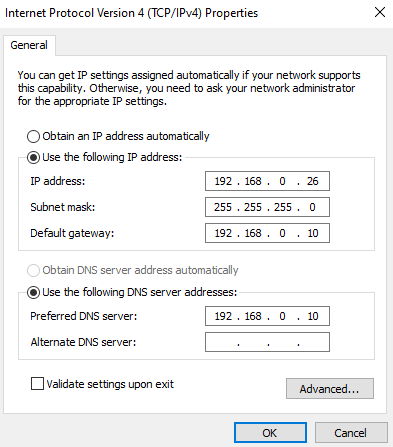 Internet Protocol Version 4 (TCP/IPv4) Properties
General
You can get IP settings assigned automatically if your network supports
this capability. Otherwise, you need to ask your network administrator
for the appropriate IP settings.
Obtain an IP address automatically
Use the following IP address:
IP address: 192 . 168 . 0 . 26
Subnet mask: 255 . 255 . 255 . 0
Default gateway: 192 . 168 . 0 . 10
Obtain DNS server address automatically
Use the following DNS server addresses:
Preferred DNS server: 192 . 168 . 0 . 10
Alternate DNS server: . . .
Validate settings upon exit
Advanced...
OK Cancel